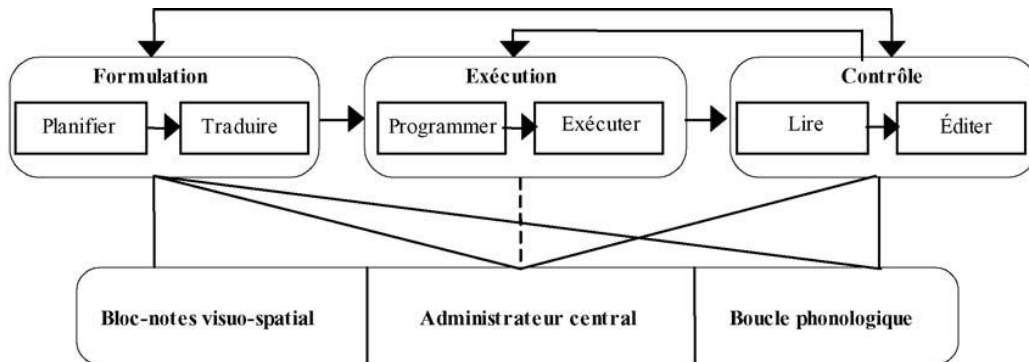 Formulation
Planifier
Traduire
Exécution
Programmer
Exécuter
Contrôle
Lire
Éditer
Bloc-notes visuo-spatial
Administrateur central
Boucle phonologique